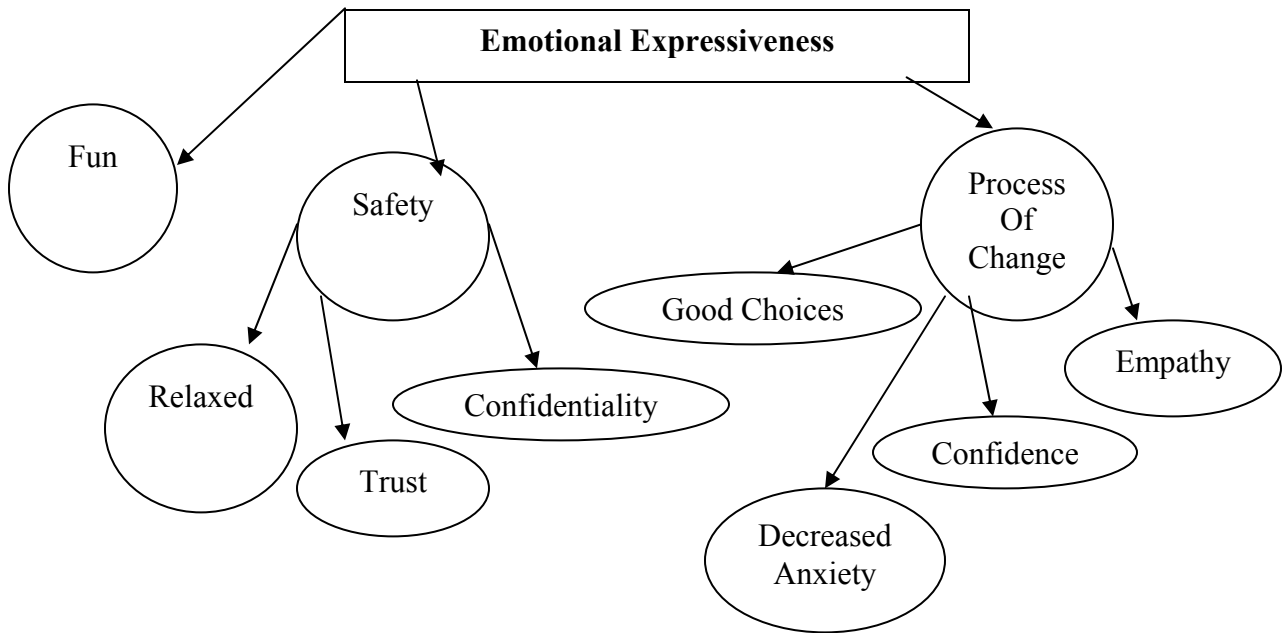 Emotional Expressiveness
Fun
Safety
Process
Of
Change
Good Choices
Empathy
Relaxed
Confidentiality
Trust
Confidence
Decreased
Anxiety